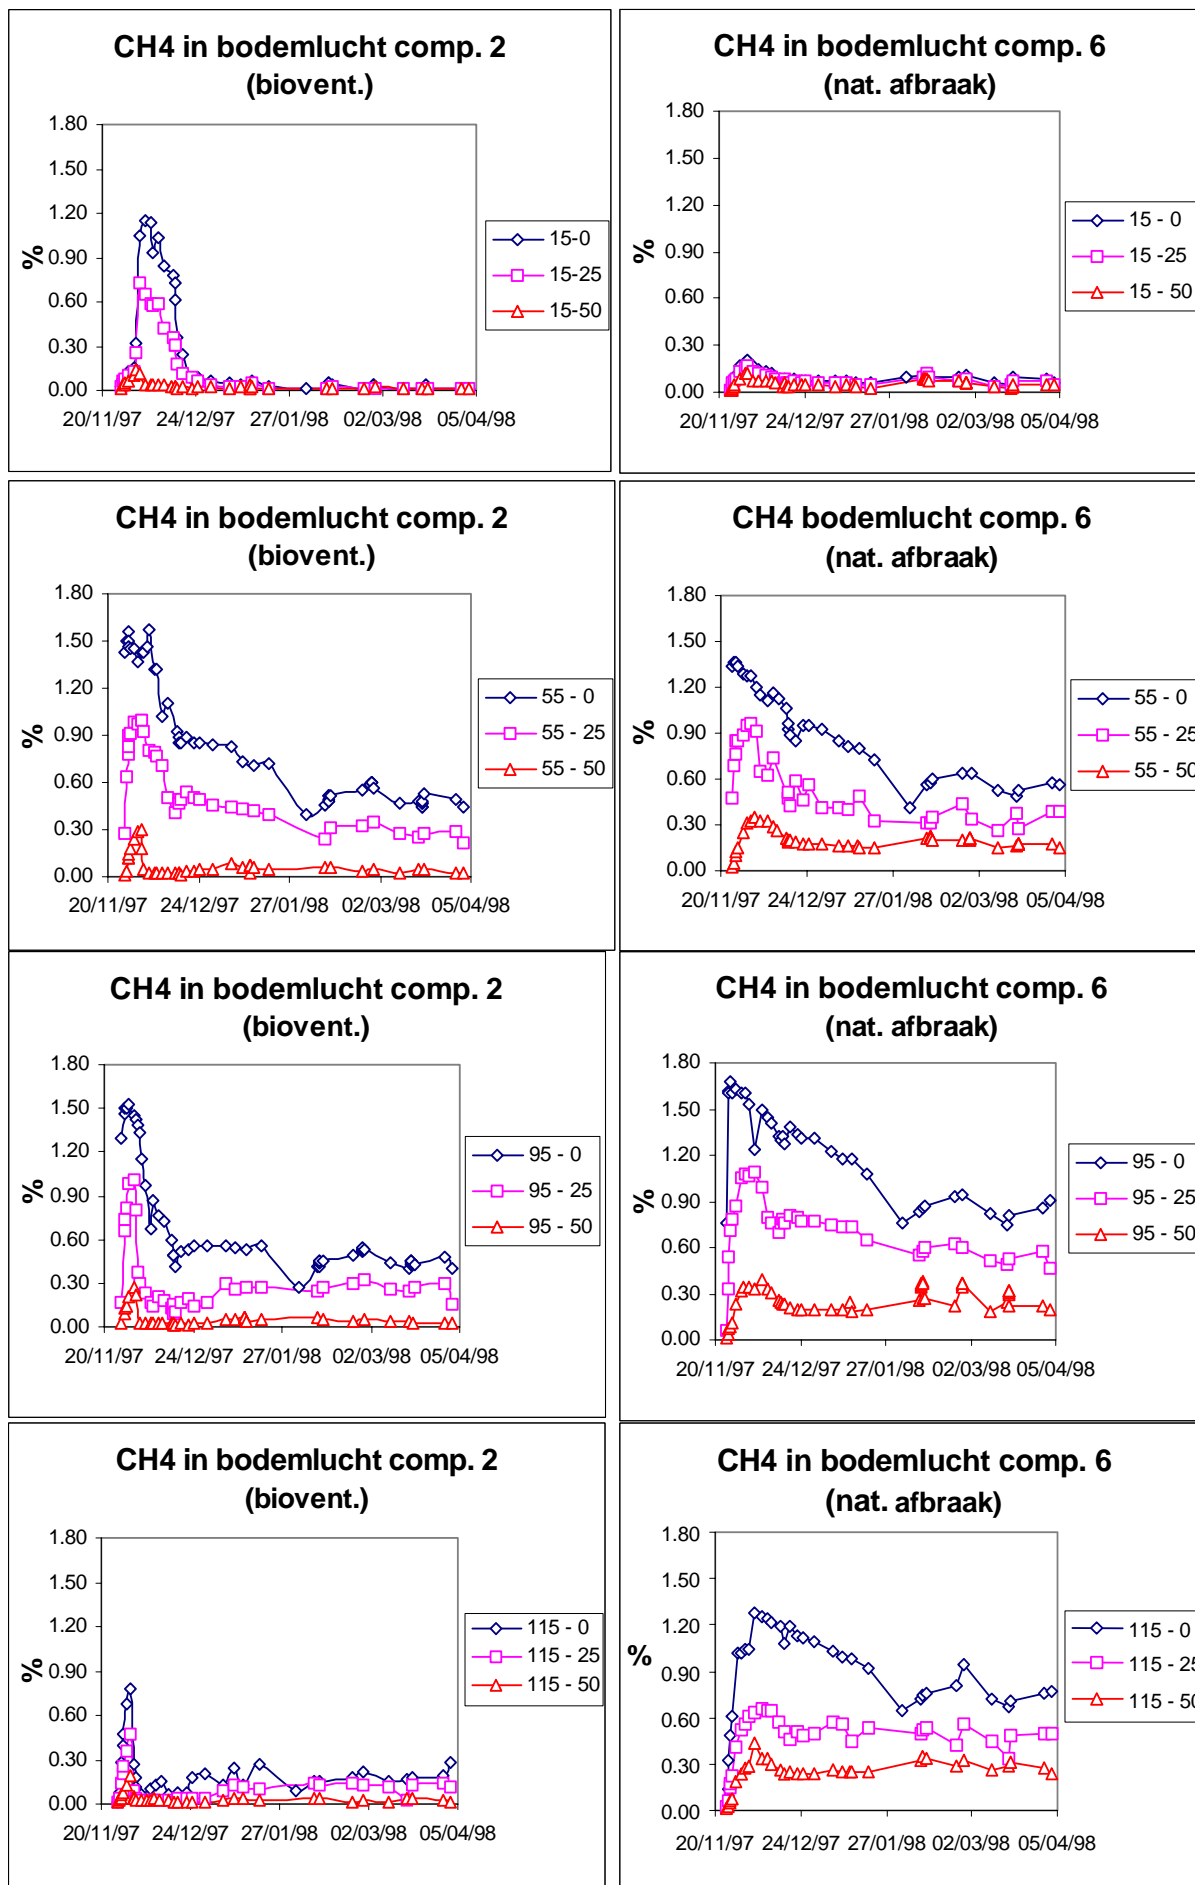 CH4 in bodemlucht comp. 2
(biovent.)
1.80
1.50
1.20
0.90
0.60
0.30
0.00
%
20/11/97 24/12/97 27/01/98 02/03/98 05/04/98
15-0
15-25
15-50
CH4 in bodemlucht comp. 6
(nat. afbraak)
1.80
1.50
1.20
0.90
0.60
0.30
0.00
%
20/11/97 24/12/97 27/01/98 02/03/98 05/04/98
15 - 0
15 -25
15 - 50
CH4 in bodemlucht comp. 2
(biovent.)
1.80
1.50
1.20
0.90
0.60
0.30
0.00
%
20/11/97 24/12/97 27/01/98 02/03/98 05/04/98
55 - 0
55 - 25
55 - 50
CH4 bodemlucht comp. 6
(nat. afbraak)
1.80
1.50
1.20
0.90
0.60
0.30
0.00
%
20/11/97 24/12/97 27/01/98 02/03/98 05/04/98
55 - 0
55 - 25
55 - 50
CH4 in bodemlucht comp. 2
(biovent.)
1.80
1.50
1.20
0.90
0.60
0.30
0.00
%
20/11/97 24/12/97 27/01/98 02/03/98 05/04/98
95 - 0
95 - 25
95 - 50
CH4 in bodemlucht comp. 6
(nat. afbraak)
1.80
1.50
1.20
0.90
0.60
0.30
0.00
%
20/11/97 24/12/97 27/01/98 02/03/98 05/04/98
95 - 0
95 - 25
95 - 50
CH4 in bodemlucht comp. 2
(biovent.)
1.80
1.50
1.20
0.90
0.60
0.30
0.00
%
20/11/97 24/12/97 27/01/98 02/03/98 05/04/98
115 - 0
115 - 25
115 - 50
CH4 in bodemlucht comp. 6
(nat. afbraak)
1.80
1.50
1.20
0.90
0.60
0.30
0.00
%
20/11/97 24/12/97 27/01/98 02/03/98 05/04/98
115 - 0
115 - 25
115 - 50